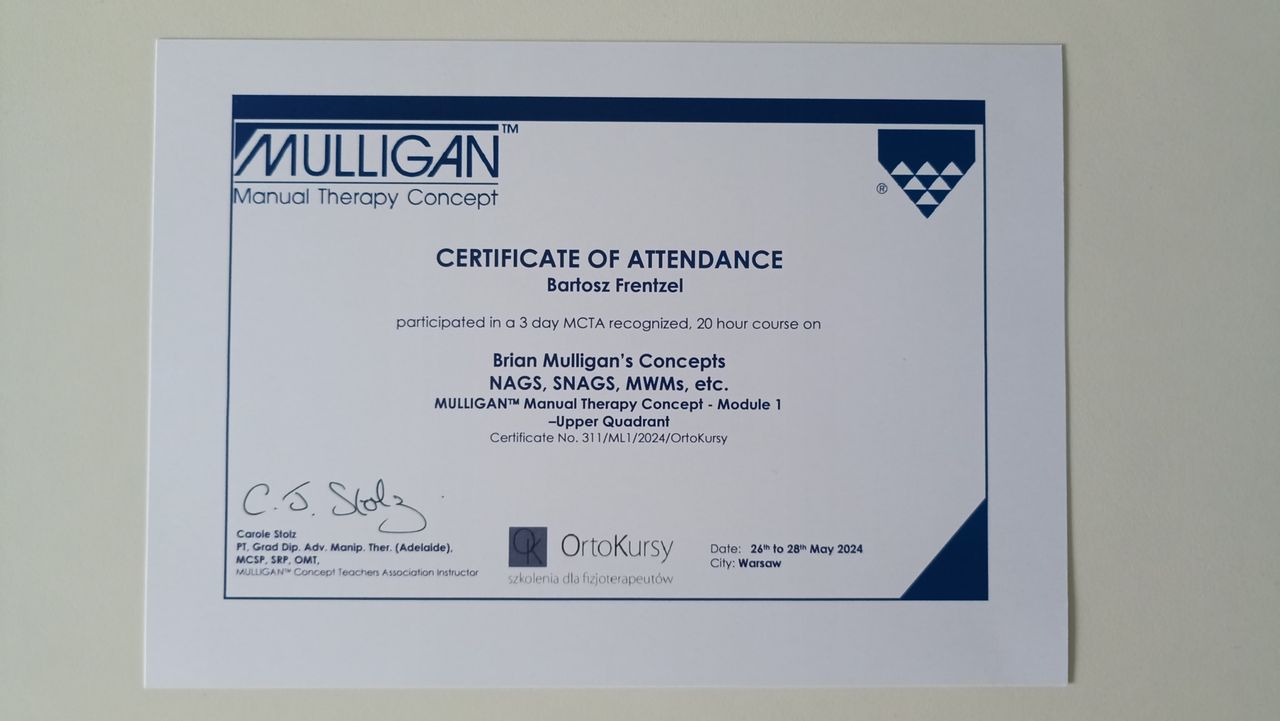 MULLIGAN™
Manual Therapy Concept
®
CERTIFICATE OF ATTENDANCE
Bartosz Frentzel
participated in a 3 day MCTA recognized, 20 hour course on
Brian Mulligan's Concepts
NAGS, SNAGS, MWMs, etc.
MULLIGAN™ Manual Therapy Concept - Module 1
–Upper Quadrant
Certificate No. 311/ML1/2024/OrtoKursy
C. J. Stolz
Carole Stolz
PT, Grad Dip. Adv. Manip. Ther. (Adelaide),
MCSP, SRP, OMT,
MULLIGAN™ Concept Teachers Association Instructor
OK OrtoKursy
szkolenia dla fizjoterapeutów
Date: 26th to 28th May 2024
City: Warsaw